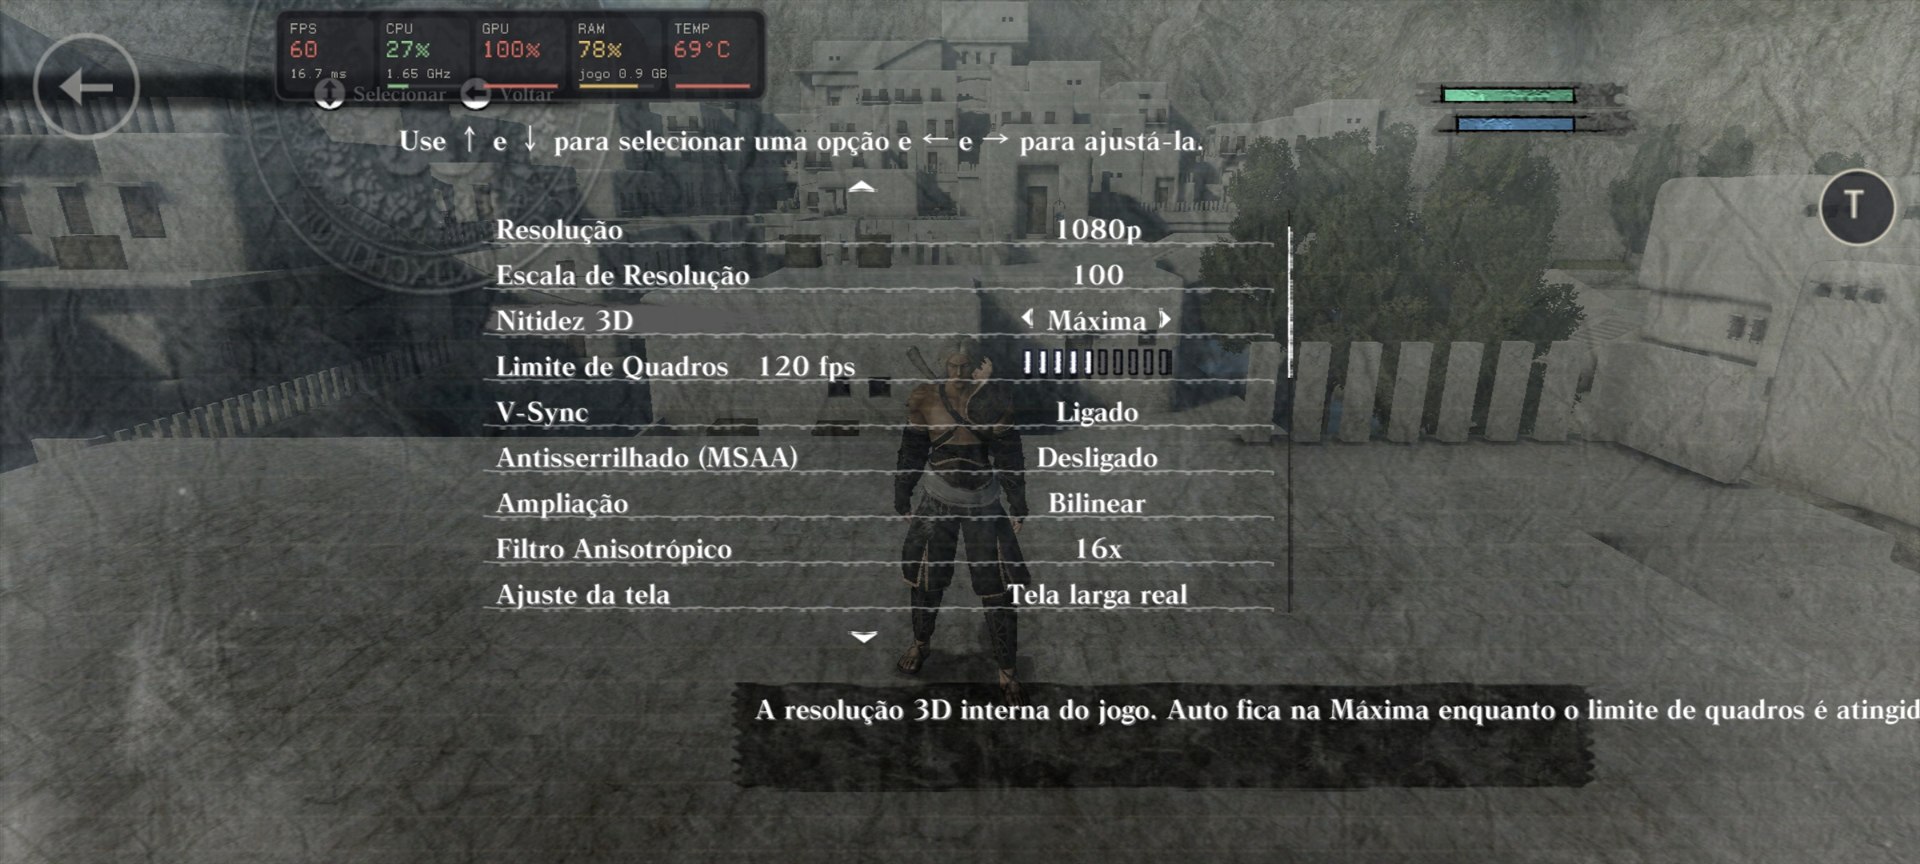 FPS CPU GPU RAM TEMP
60 27% 100% 78% 69°C
16.7 ms 1.65 GHz jogo 0.9 GB
Selecionar Voltar
Use ↑ e ↓ para selecionar uma opção e ← e → para ajustá-la.
T
Resolução 1080p
Escala de Resolução 100
Nitidez 3D Máxima
Limite de Quadros 120 fps
V-Sync Ligado
Antisserrilhado (MSAA) Desligado
Ampliação Bilinear
Filtro Anisotrópico 16x
Ajuste da tela Tela larga real
A resolução 3D interna do jogo. Auto fica na Máxima enquanto o limite de quadros é atingid